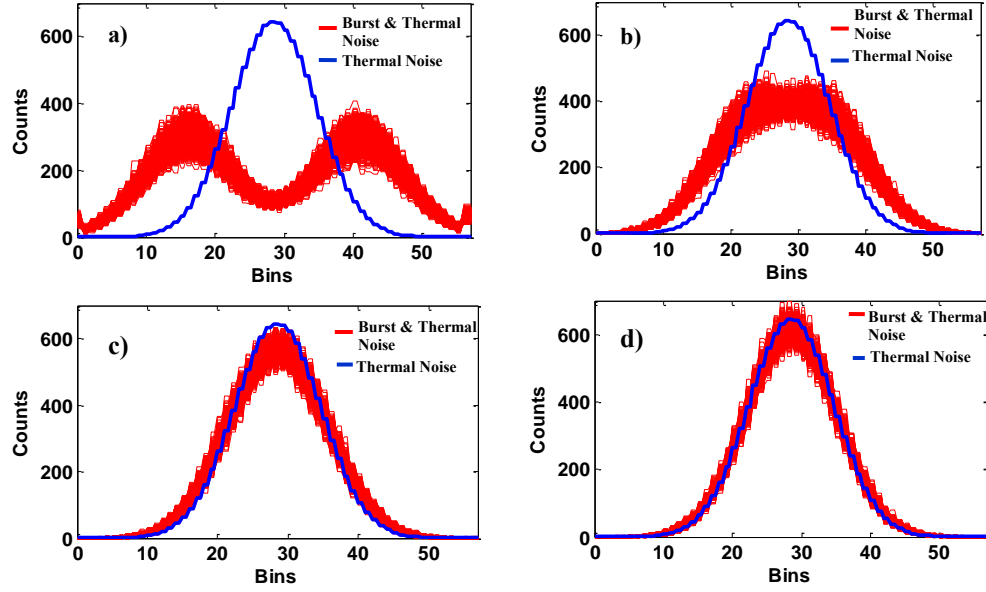 a)
Burst & Thermal
Noise
Thermal Noise
Counts
600
400
200
0
0 10 20 30 40 50
Bins
b)
Burst & Thermal
Noise
Thermal Noise
Counts
600
400
200
0
0 10 20 30 40 50
Bins
c)
Burst & Thermal
Noise
Thermal Noise
Counts
600
400
200
0
0 10 20 30 40 50
Bins
d)
Burst & Thermal
Noise
Thermal Noise
Counts
600
400
200
0
0 10 20 30 40 50
Bins